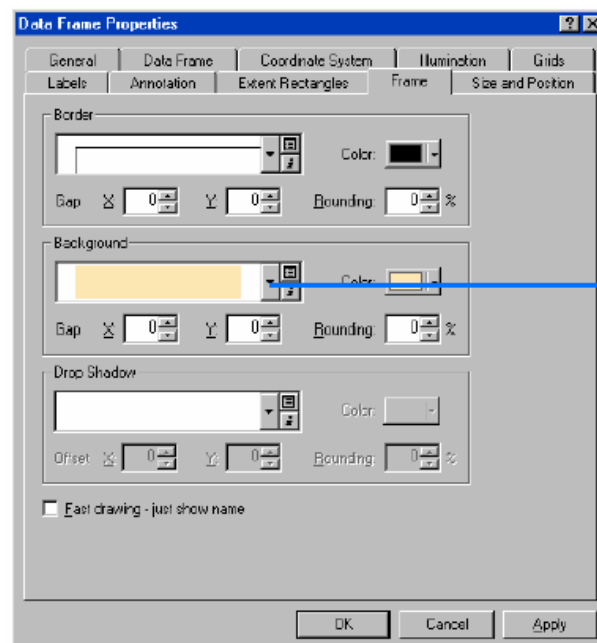 Data Frame Properties
General Data Frame Coordinate System Illumination Grids
Labels Annotation Extent Rectangles Frame Size and Position
Border
Color:
Gap X: 0 Y: 0 Rounding: 0 %
Background
Color:
Gap X: 0 Y: 0 Rounding: 0 %
Drop Shadow
Color:
Offset X: 0 Y: 0 Rounding: 0 %
Fast drawing - just show name
OK Cancel Apply